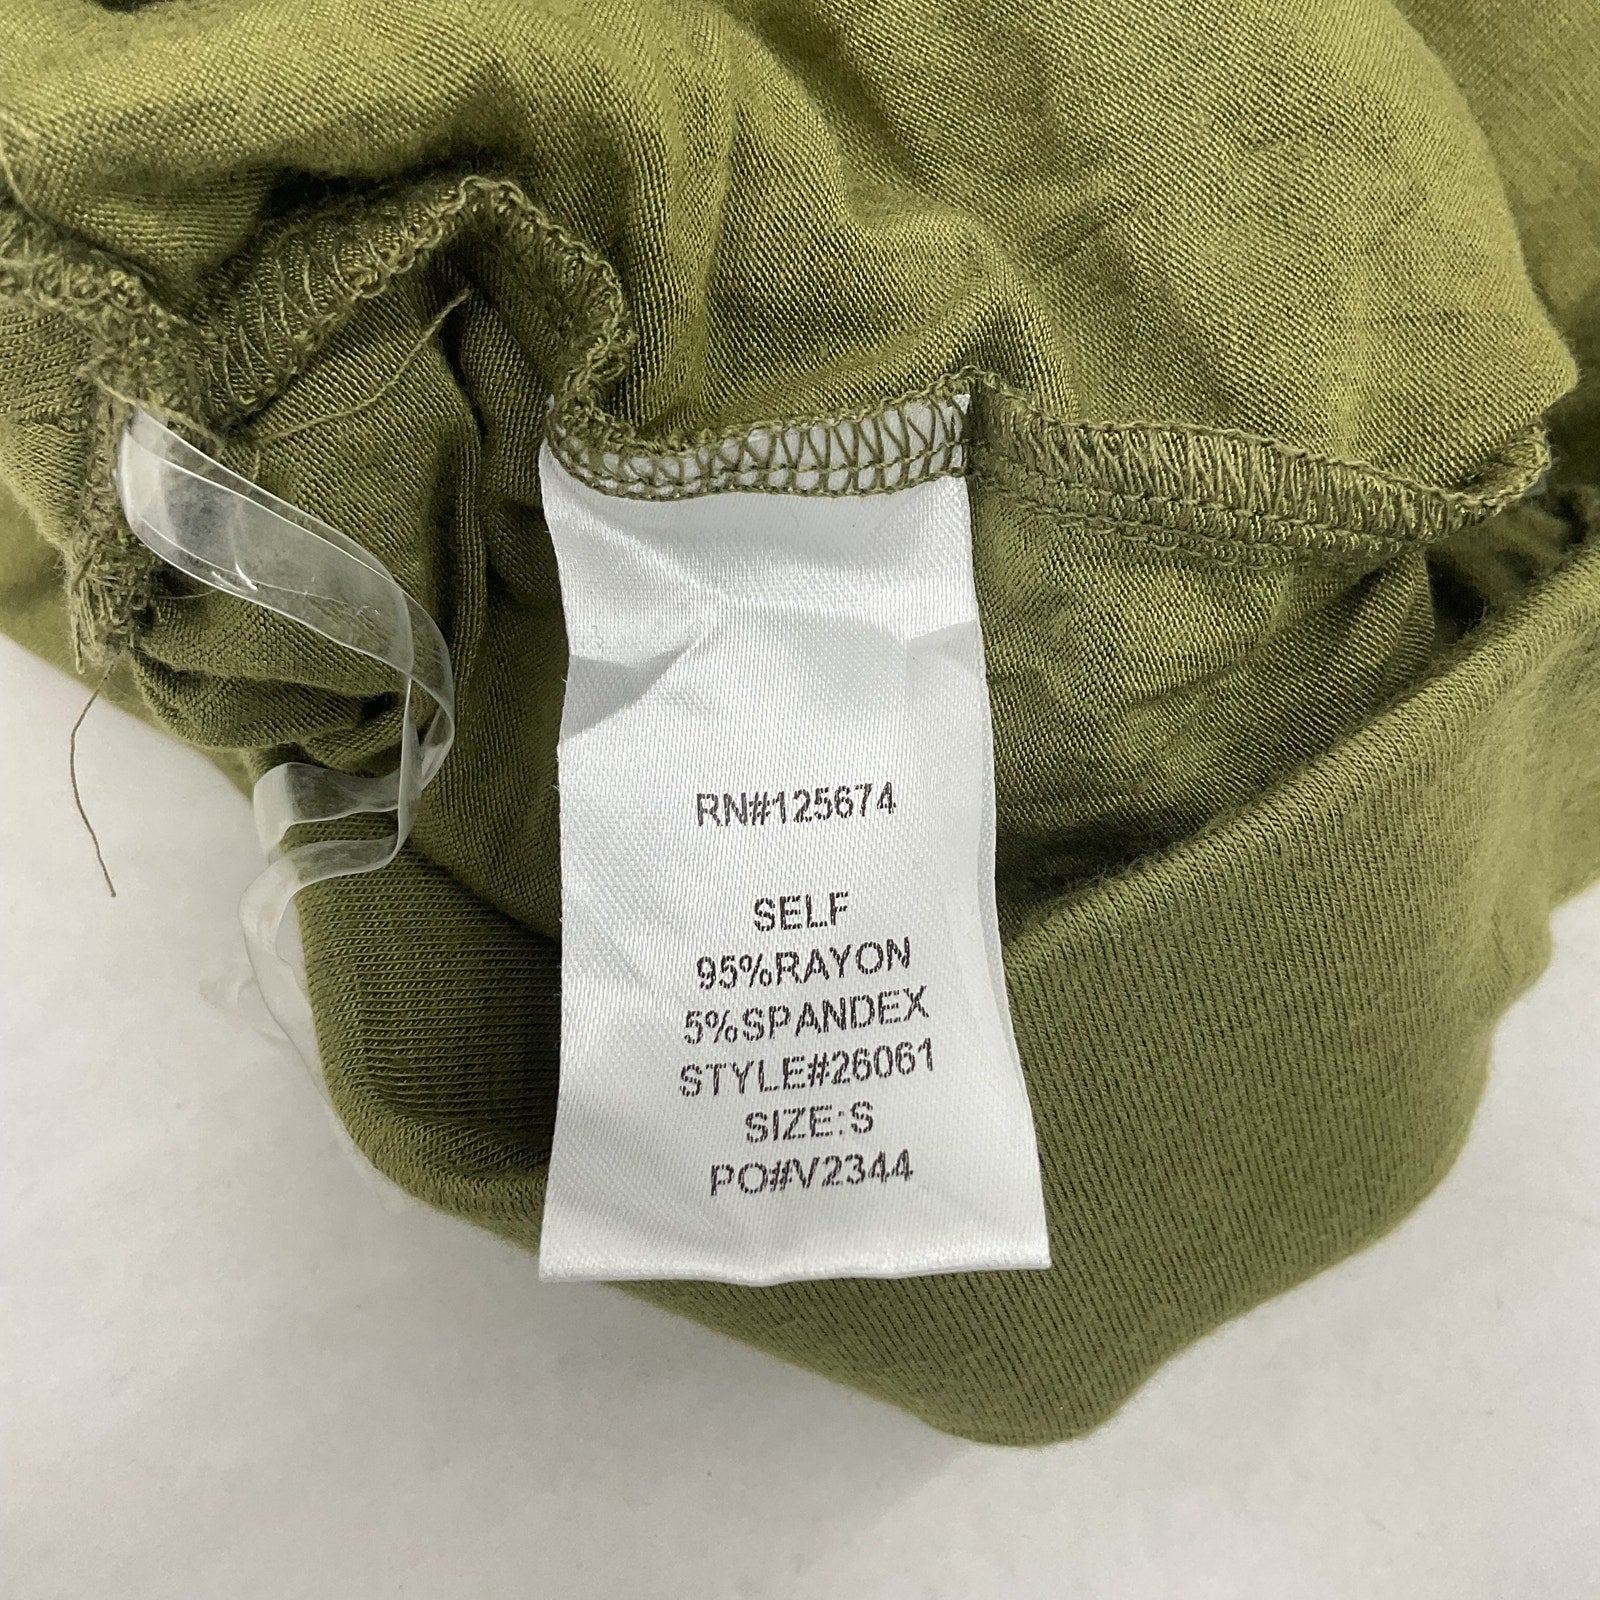 RN#125674
SELF
95%RAYON
5%SPANDEX
STYLE#26061
SIZE:S
PO#V2344